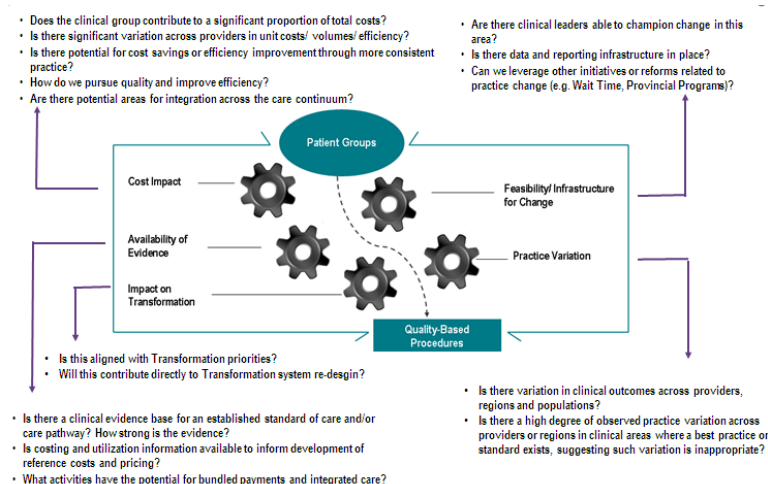 • Does the clinical group contribute to a significant proportion of total costs?
• Is there significant variation across providers in unit costs/ volumes/ efficiency?
• Is there potential for cost savings or efficiency improvement through more consistent
practice?
• How do we pursue quality and improve efficiency?
• Are there potential areas for integration across the care continuum?
• Are there clinical leaders able to champion change in this
area?
• Is there data and reporting infrastructure in place?
• Can we leverage other initiatives or reforms related to
practice change (e.g. Wait Time, Provincial Programs)?
Patient Groups
Cost Impact
Feasibility/ Infrastructure
for Change
Availability of
Evidence
Practice Variation
Impact on
Transformation
Quality-Based
Procedures
• Is this aligned with Transformation priorities?
• Will this contribute directly to Transformation system re-desgin?
• Is there a clinical evidence base for an established standard of care and/or
care pathway? How strong is the evidence?
• Is costing and utilization information available to inform development of
reference costs and pricing?
• What activities have the potential for bundled payments and integrated care?
• Is there variation in clinical outcomes across providers,
regions and populations?
• Is there a high degree of observed practice variation across
providers or regions in clinical areas where a best practice or
standard exists, suggesting such variation is inappropriate?